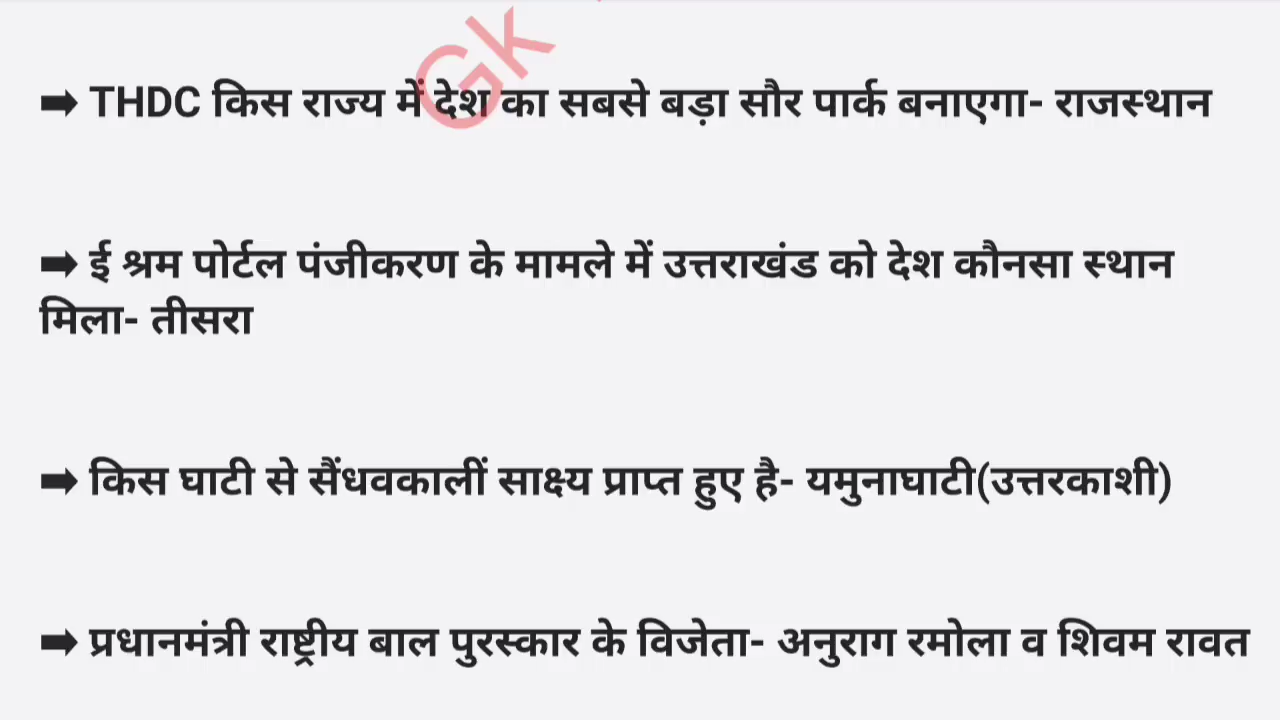 Gk
➡ THDC किस राज्य में देश का सबसे बड़ा सौर पार्क बनाएगा- राजस्थान
➡ ई श्रम पोर्टल पंजीकरण के मामले में उत्तराखंड को देश कौनसा स्थान
मिला- तीसरा
➡ किस घाटी से सैंधवकालीं साक्ष्य प्राप्त हुए है- यमुनाघाटी(उत्तरकाशी)
➡ प्रधानमंत्री राष्ट्रीय बाल पुरस्कार के विजेता- अनुराग रमोला व शिवम रावत